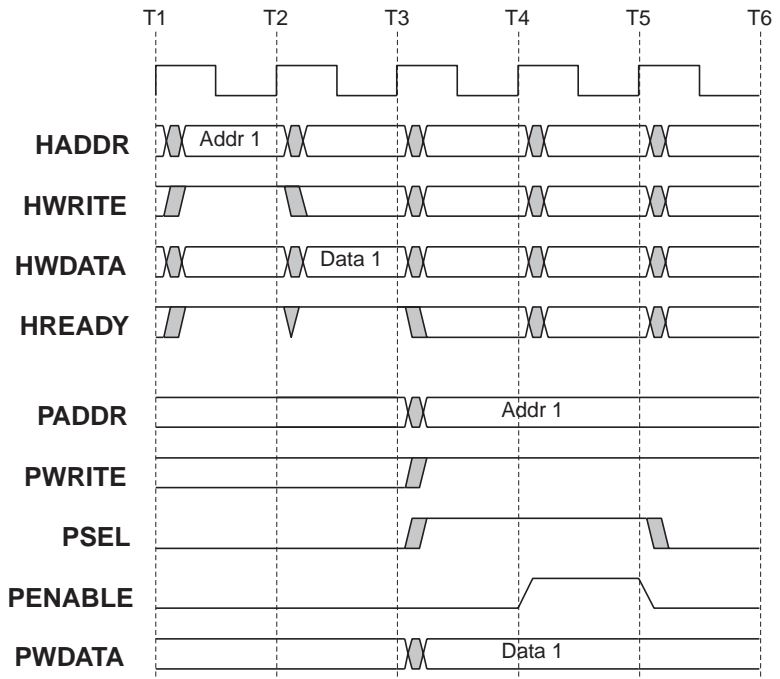 T1 T2 T3 T4 T5 T6
HADDR Addr 1
HWRITE
HWDATA Data 1
HREADY
PADDR Addr 1
PWRITE
PSEL
PENABLE
PWDATA Data 1